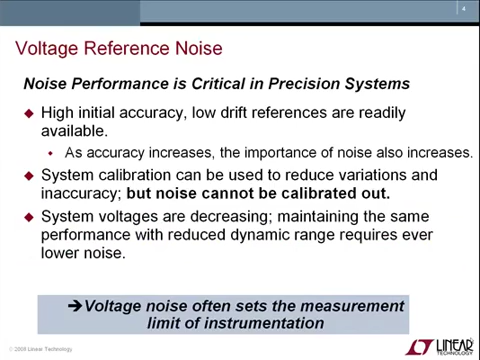 4
Voltage Reference Noise
Noise Performance is Critical in Precision Systems
High initial accuracy, low drift references are readily
available.
As accuracy increases, the importance of noise also increases.
System calibration can be used to reduce variations and
inaccuracy; but noise cannot be calibrated out.
System voltages are decreasing; maintaining the same
performance with reduced dynamic range requires ever
lower noise.
➔Voltage noise often sets the measurement
limit of instrumentation
© 2009 Linear Technology
LINEAR
TECHNOLOGY